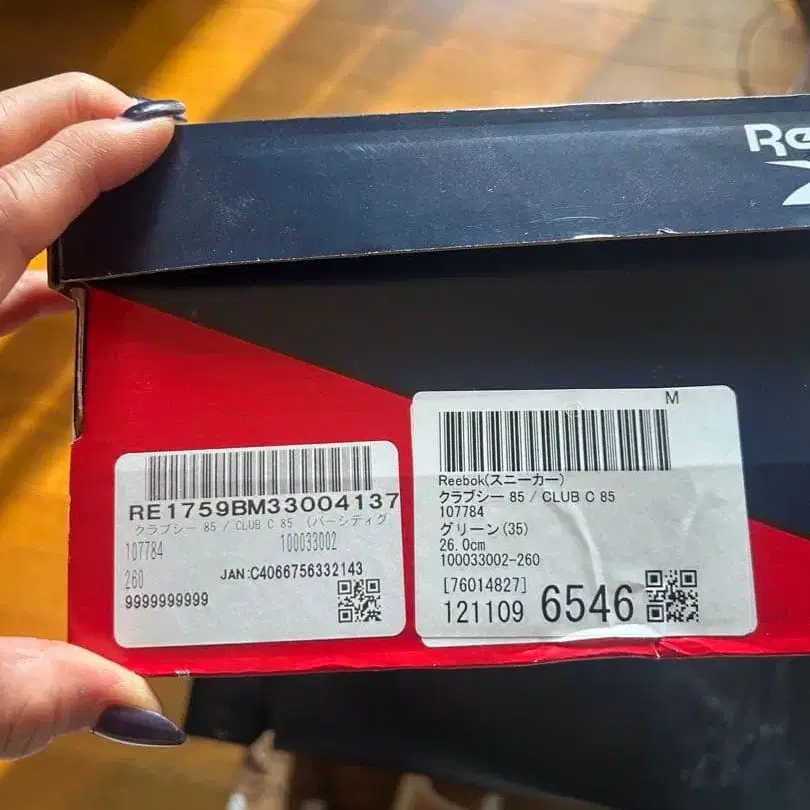 Re
RE1759BM33004137
クラブシー 85 / CLUB C 85 (バーシティグ
107784 100033002
260 JAN:C4066756332143
9999999999
M
Reebok(スニーカー)
クラブシー 85 / CLUB C 85
107784
グリーン(35)
26.0cm
100033002-260
[76014827]
121109 6546